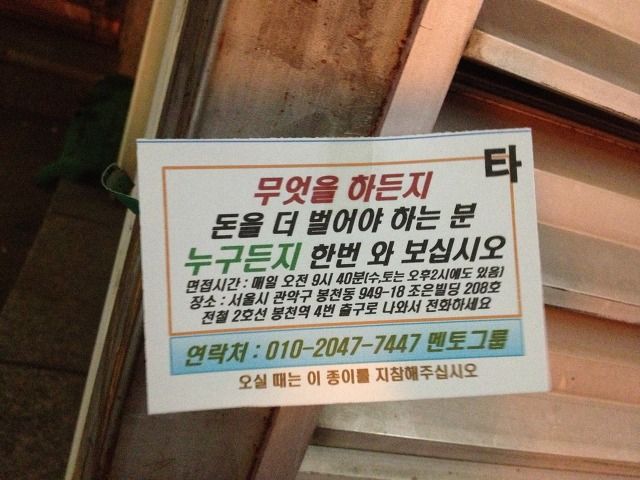 타
무엇을 하든지
돈을 더 벌어야 하는 분
누구든지 한번 와 보십시오
면접시간 : 매일 오전 9시 40분(수,토는 오후2시에도 있음)
장소 : 서울시 관악구 봉천동 949-18 조은빌딩 208호
전철 2호선 봉천역 4번 출구로 나와서 전화하세요
연락처 : 010-2047-7447 멘토그룹
오실 때는 이 종이를 지참해주십시오